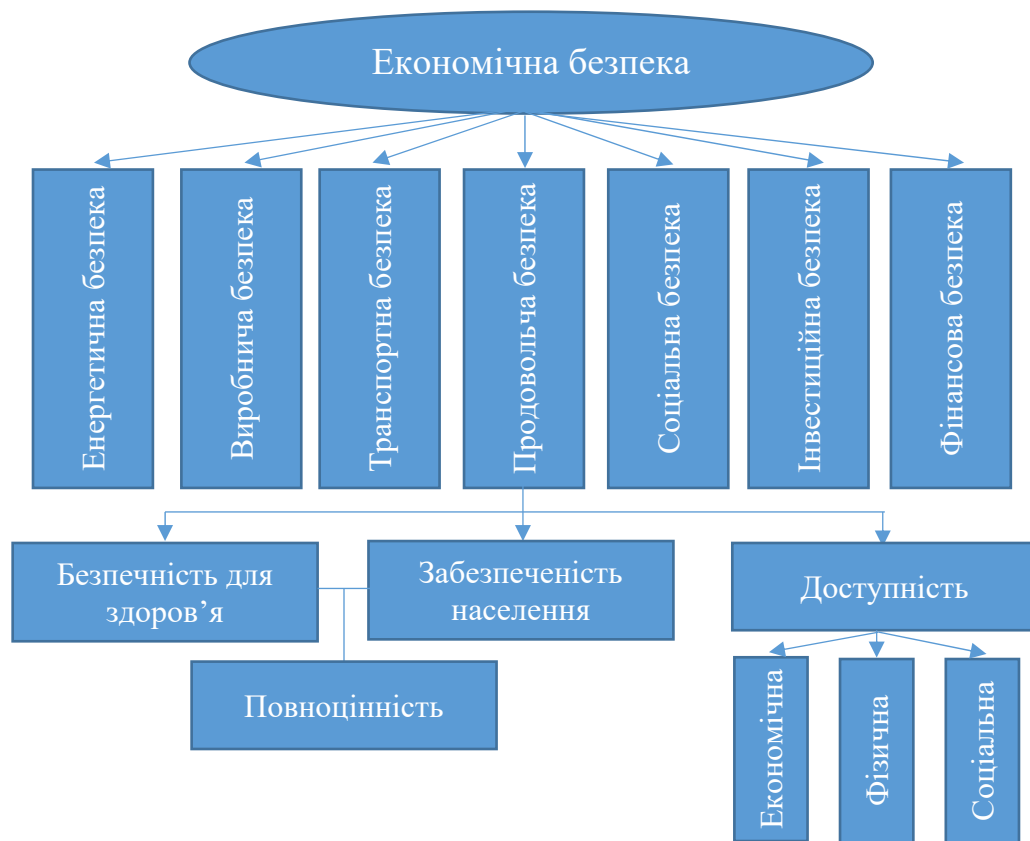 Економічна безпека
Енергетична безпека
Виробнича безпека
Транспортна безпека
Продовольча безпека
Соціальна безпека
Інвестиційна безпека
Фінансова безпека
Безпечність для
здоров’я
Забезпеченість
населення
Доступність
Повноцінність
Економічна
Фізична
Соціальна